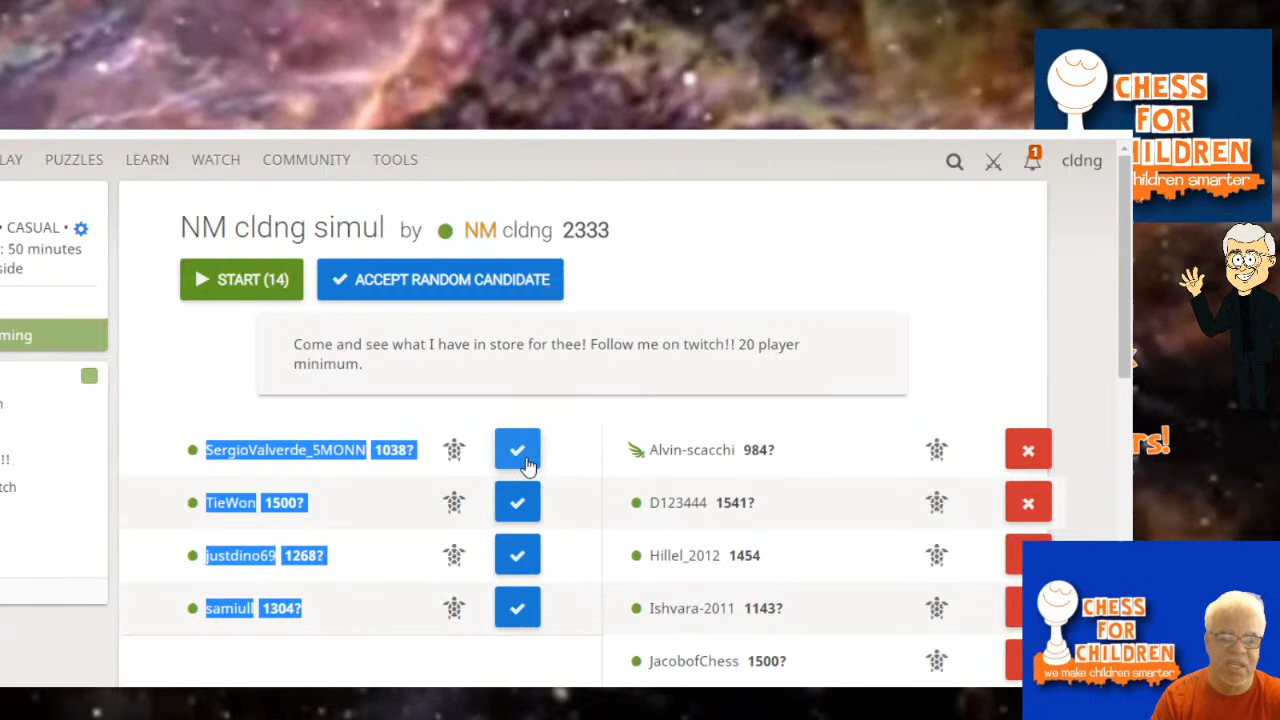 CHESS
FOR
CHILDREN
children smarter
LAY PUZZLES LEARN WATCH COMMUNITY TOOLS
1
cldng
• CASUAL •
: 50 minutes
side
ming
!!
NM cldng simul by NM cldng 2333
START (14) ACCEPT RANDOM CANDIDATE
Come and see what I have in store for thee! Follow me on twitch!! 20 player
minimum.
SergioValverde_5MONN 1038?
TieWon 1500?
justdino69 1268?
samiull 1304?
Alvin-scacchi 984?
D123444 1541?
Hillel_2012 1454
Ishvara-2011 1143?
JacobofChess 1500?
CHESS
FOR
CHILDREN
we make children smarter